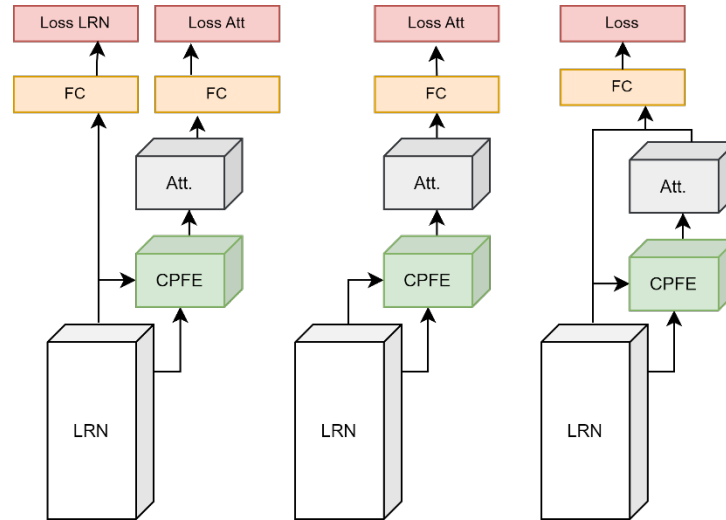 Loss LRN
Loss Att
FC
FC
Att.
CPFE
LRN
Loss Att
FC
Att.
CPFE
LRN
Loss
FC
Att.
CPFE
LRN